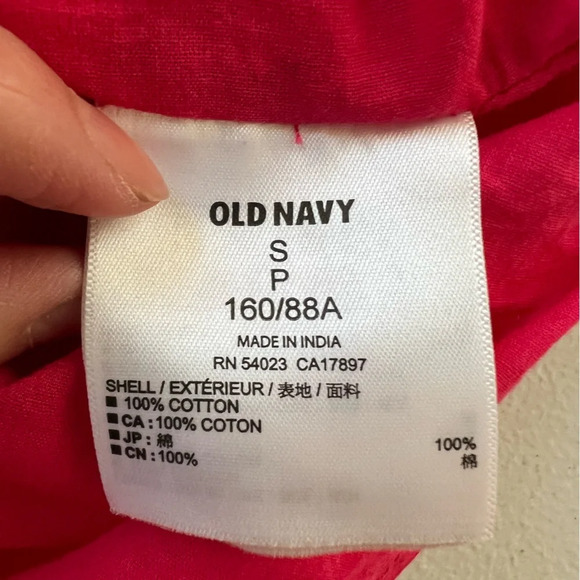 OLD NAVY
S
P
160/88A
MADE IN INDIA
RN 54023 CA17897
SHELL / EXTÉRIEUR / 表地 / 面料
■ 100% COTTON
■ CA : 100% COTON
■ JP : 綿 100%
■ CN : 100% 棉